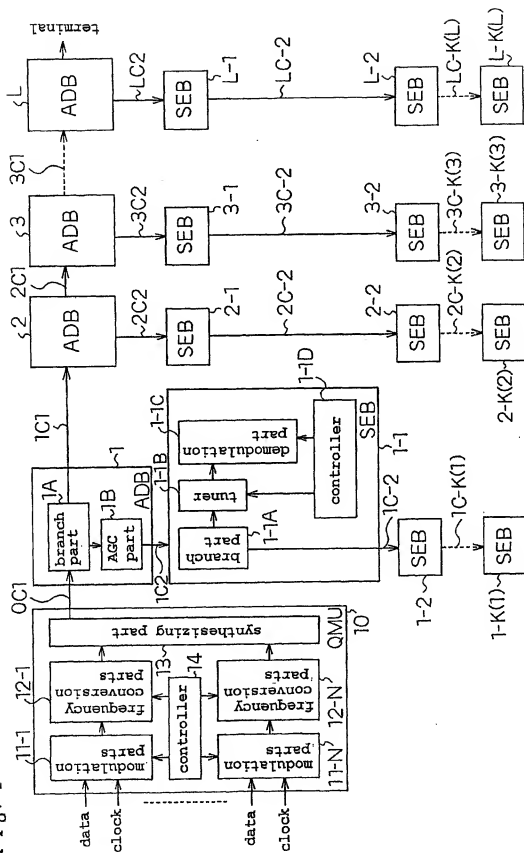 terminal
L
ADB
LC2
SEB
L-1
LC-2
L-2
SEB
LC-K(L)
SEB
L-K(L)
3C1
3
ADB
3C2
SEB
3-1
3C-2
3-2
SEB
3C-K(3)
SEB
3-K(3)
2C1
2
ADB
2C2
SEB
2-1
2C-2
2-2
SEB
2C-K(2)
SEB
2-K(2)
1C1
1
1A
branch
part
1B
AGC
part
ADB
1C2
1-1D
1-1C
demodulation
part
1-1B
tuner
controller
1-1A
branch
part
SEB
1-1
1C-2
SEB
1-2
1C-K(1)
SEB
1-K(1)
0C1
synthesizing part
QMU
10
13
14
12-1
frequency
conversion
parts
11-1
modulation
parts
controller
frequency
conversion
parts
12-N
modulation
parts
11-N
data
clock
data
clock